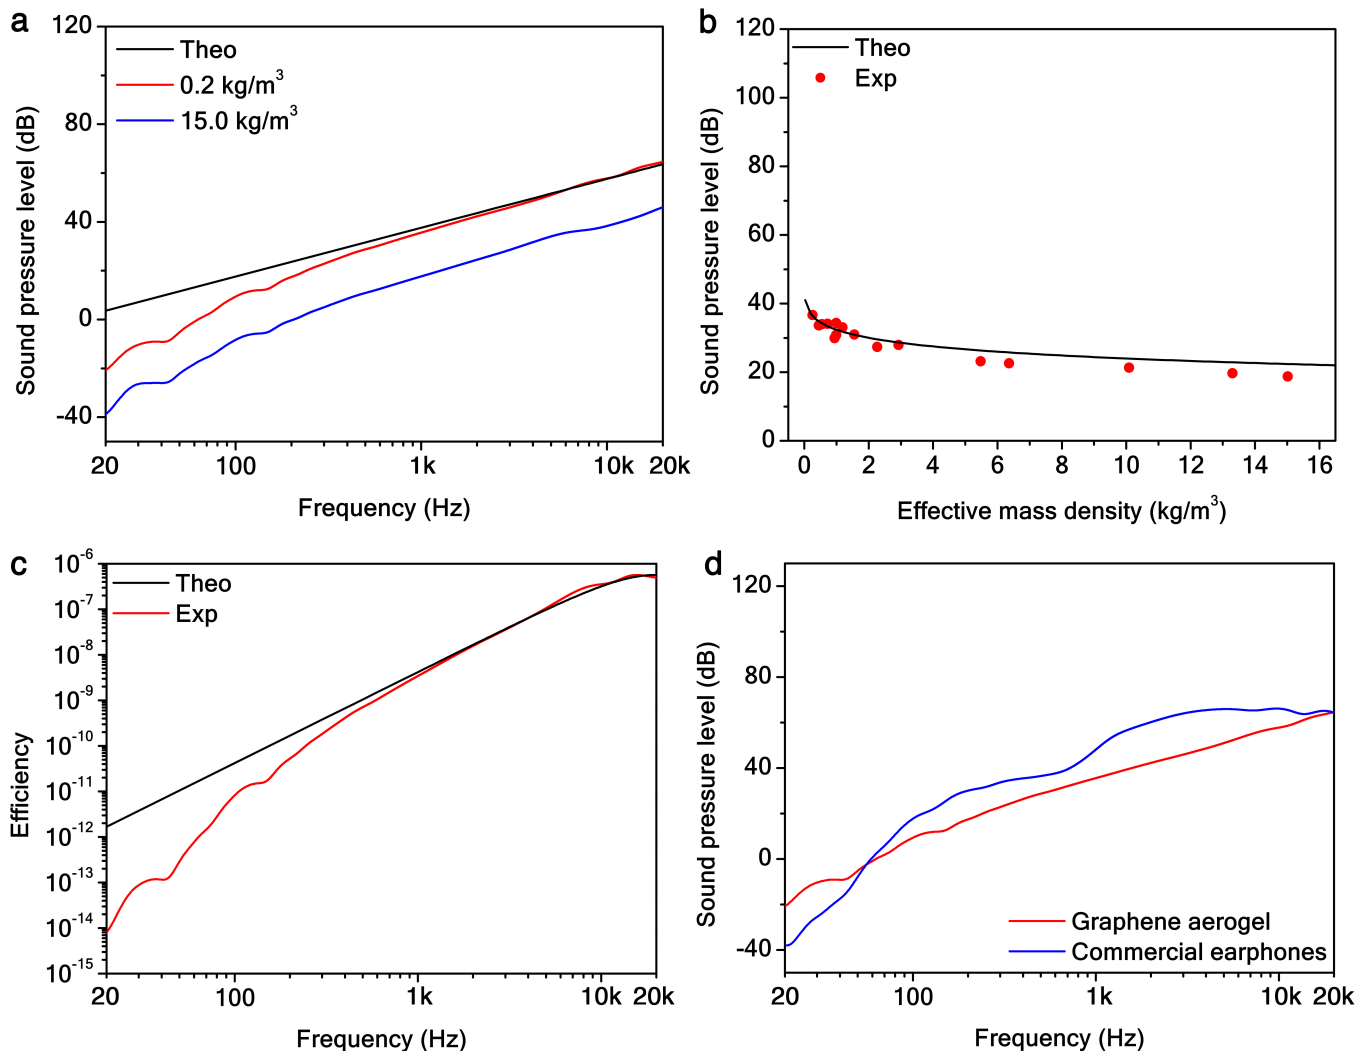 a
120
80
40
0
-40
Sound pressure level (dB)
Theo
0.2 kg/m³
15.0 kg/m³
20 100 1k 10k 20k
Frequency (Hz)
b
120
100
80
60
40
20
0
Sound pressure level (dB)
Theo
Exp
0 2 4 6 8 10 12 14 16
Effective mass density (kg/m³)
c
10⁻⁶
10⁻⁷
10⁻⁸
10⁻⁹
10⁻¹⁰
10⁻¹¹
10⁻¹²
10⁻¹³
10⁻¹⁴
10⁻¹⁵
Efficiency
Theo
Exp
20 100 1k 10k 20k
Frequency (Hz)
d
120
80
40
0
-40
Sound pressure level (dB)
Graphene aerogel
Commercial earphones
20 100 1k 10k 20k
Frequency (Hz)